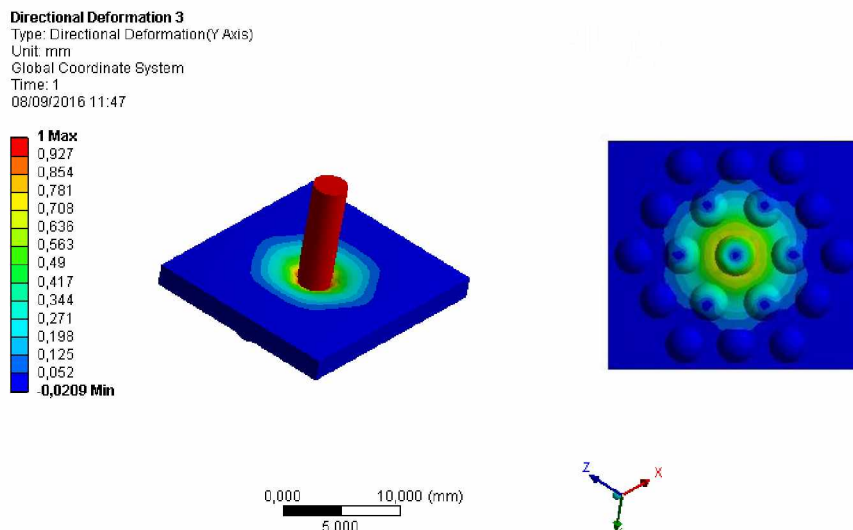 Directional Deformation 3
Type: Directional Deformation(Y Axis)
Unit: mm
Global Coordinate System
Time: 1
08/09/2016 11:47
1 Max
0,927
0,854
0,781
0,708
0,636
0,563
0,49
0,417
0,344
0,271
0,198
0,125
0,052
-0,0209 Min
0,000 10,000 (mm)
5,000
Z X